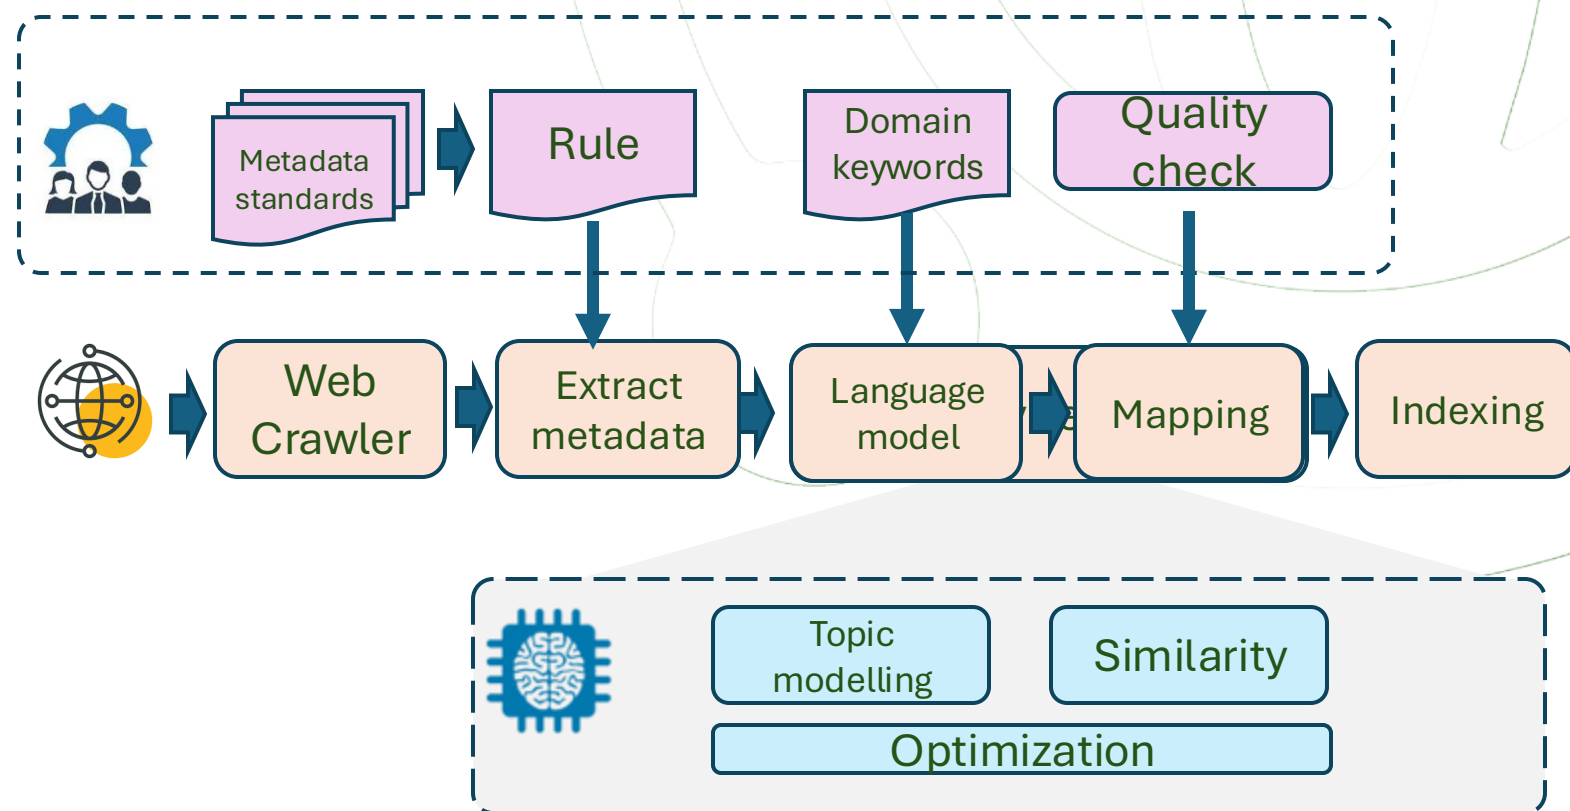 Metadata
standards
Rule
Domain
keywords
Quality
check
Web
Crawler
Extract
metadata
Language
model
Mapping
Indexing
Topic
modelling
Similarity
Optimization